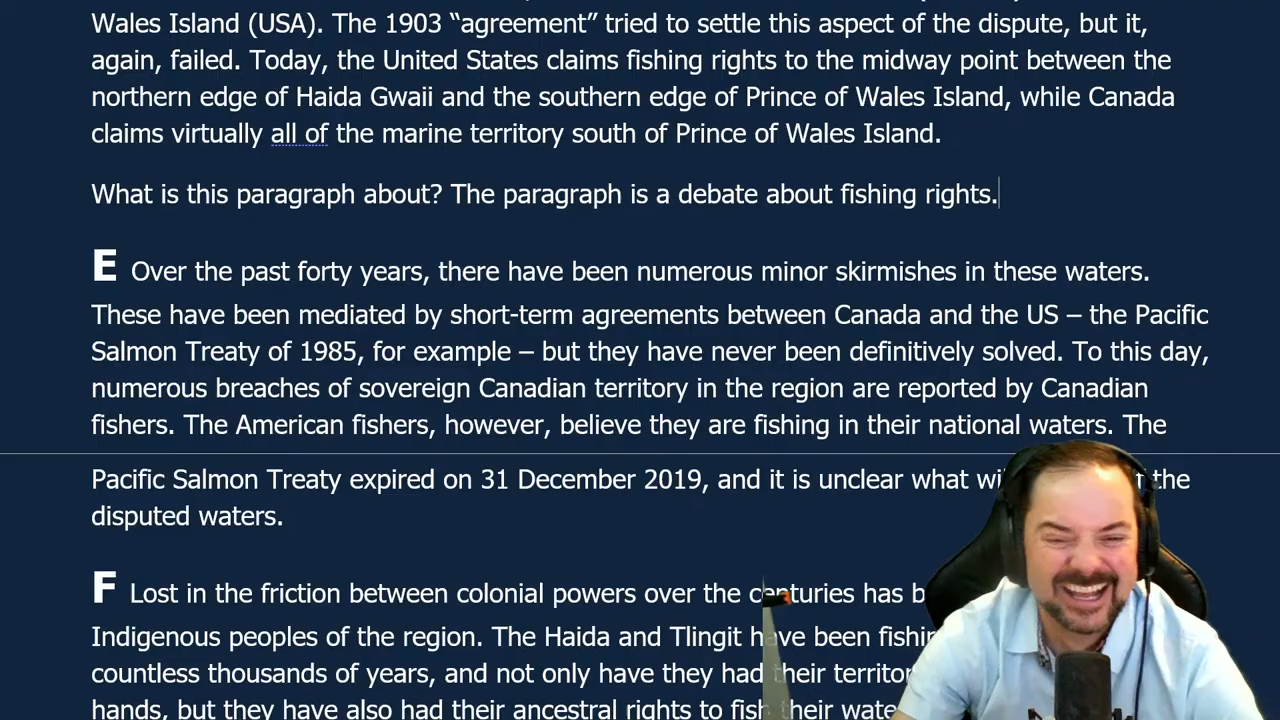 Wales Island (USA). The 1903 “agreement” tried to settle this aspect of the dispute, but it,
again, failed. Today, the United States claims fishing rights to the midway point between the
northern edge of Haida Gwaii and the southern edge of Prince of Wales Island, while Canada
claims virtually all of the marine territory south of Prince of Wales Island.
What is this paragraph about? The paragraph is a debate about fishing rights.
E Over the past forty years, there have been numerous minor skirmishes in these waters.
These have been mediated by short-term agreements between Canada and the US – the Pacific
Salmon Treaty of 1985, for example – but they have never been definitively solved. To this day,
numerous breaches of sovereign Canadian territory in the region are reported by Canadian
fishers. The American fishers, however, believe they are fishing in their national waters. The
Pacific Salmon Treaty expired on 31 December 2019, and it is unclear what the
disputed waters.
F Lost in the friction between colonial powers over the centuries has
Indigenous peoples of the region. The Haida and Tlingit have been
countless thousands of years, and not only have they had their
hands, but they have also had their ancestral rights to fish their